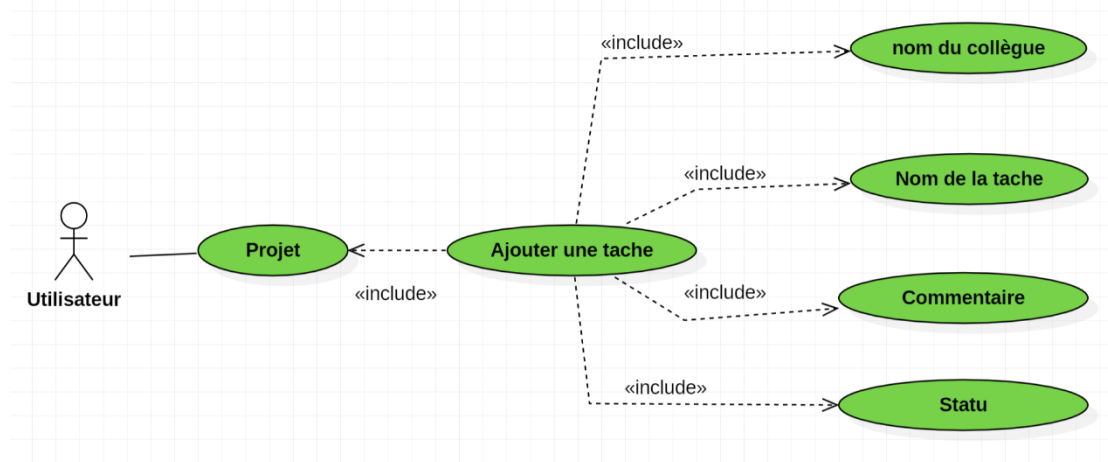 «include»
nom du collègue
«include»
Nom de la tache
Utilisateur
Projet
«include»
Ajouter une tache
«include»
Commentaire
«include»
Statu